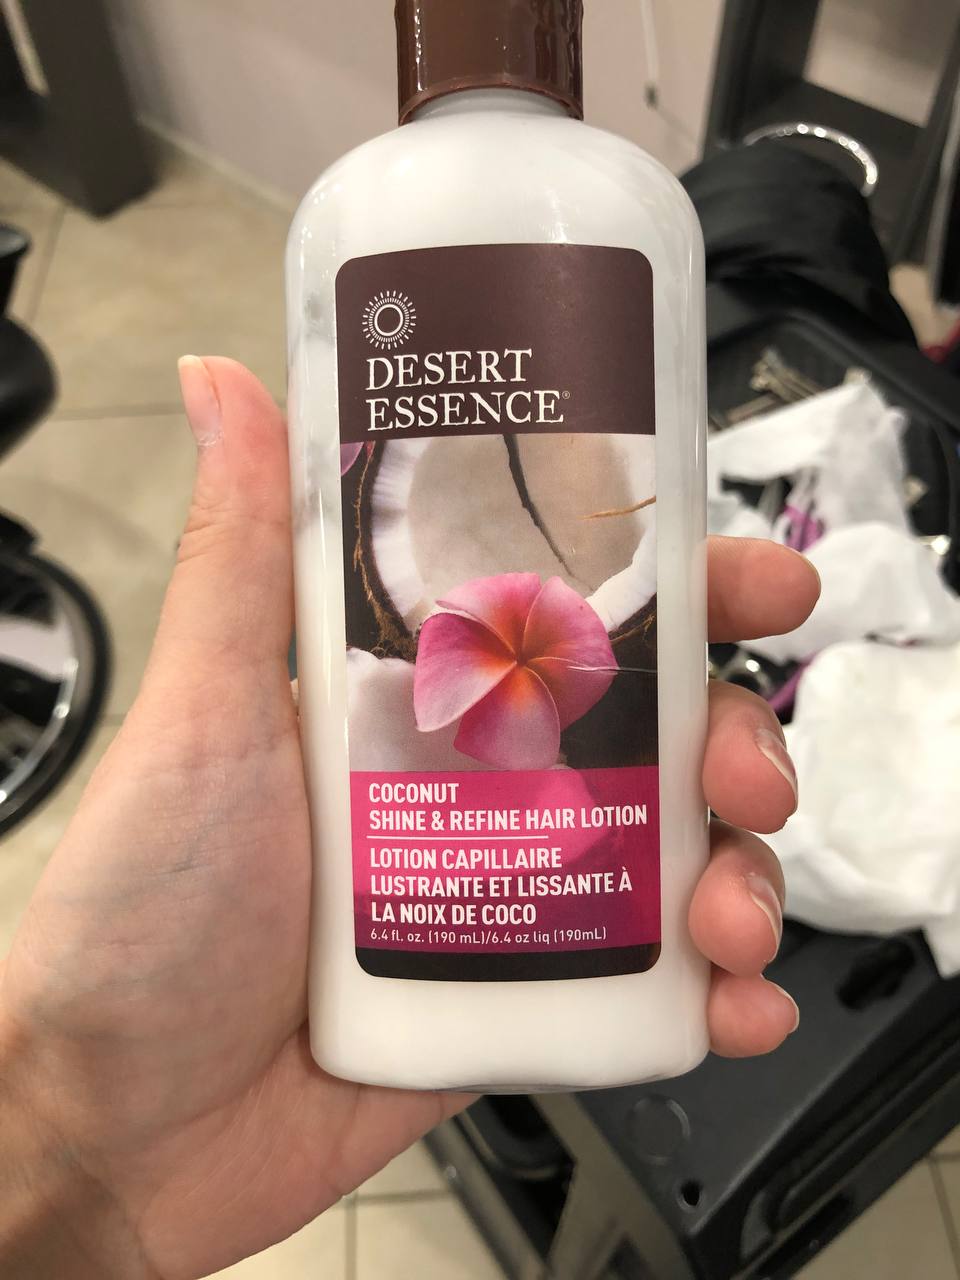 DESERT
ESSENCE®
COCONUT
SHINE & REFINE HAIR LOTION
LOTION CAPILLAIRE
LUSTRANTE ET LISSANTE À
LA NOIX DE COCO
6.4 fl. oz. (190 mL)/6.4 oz liq (190mL)